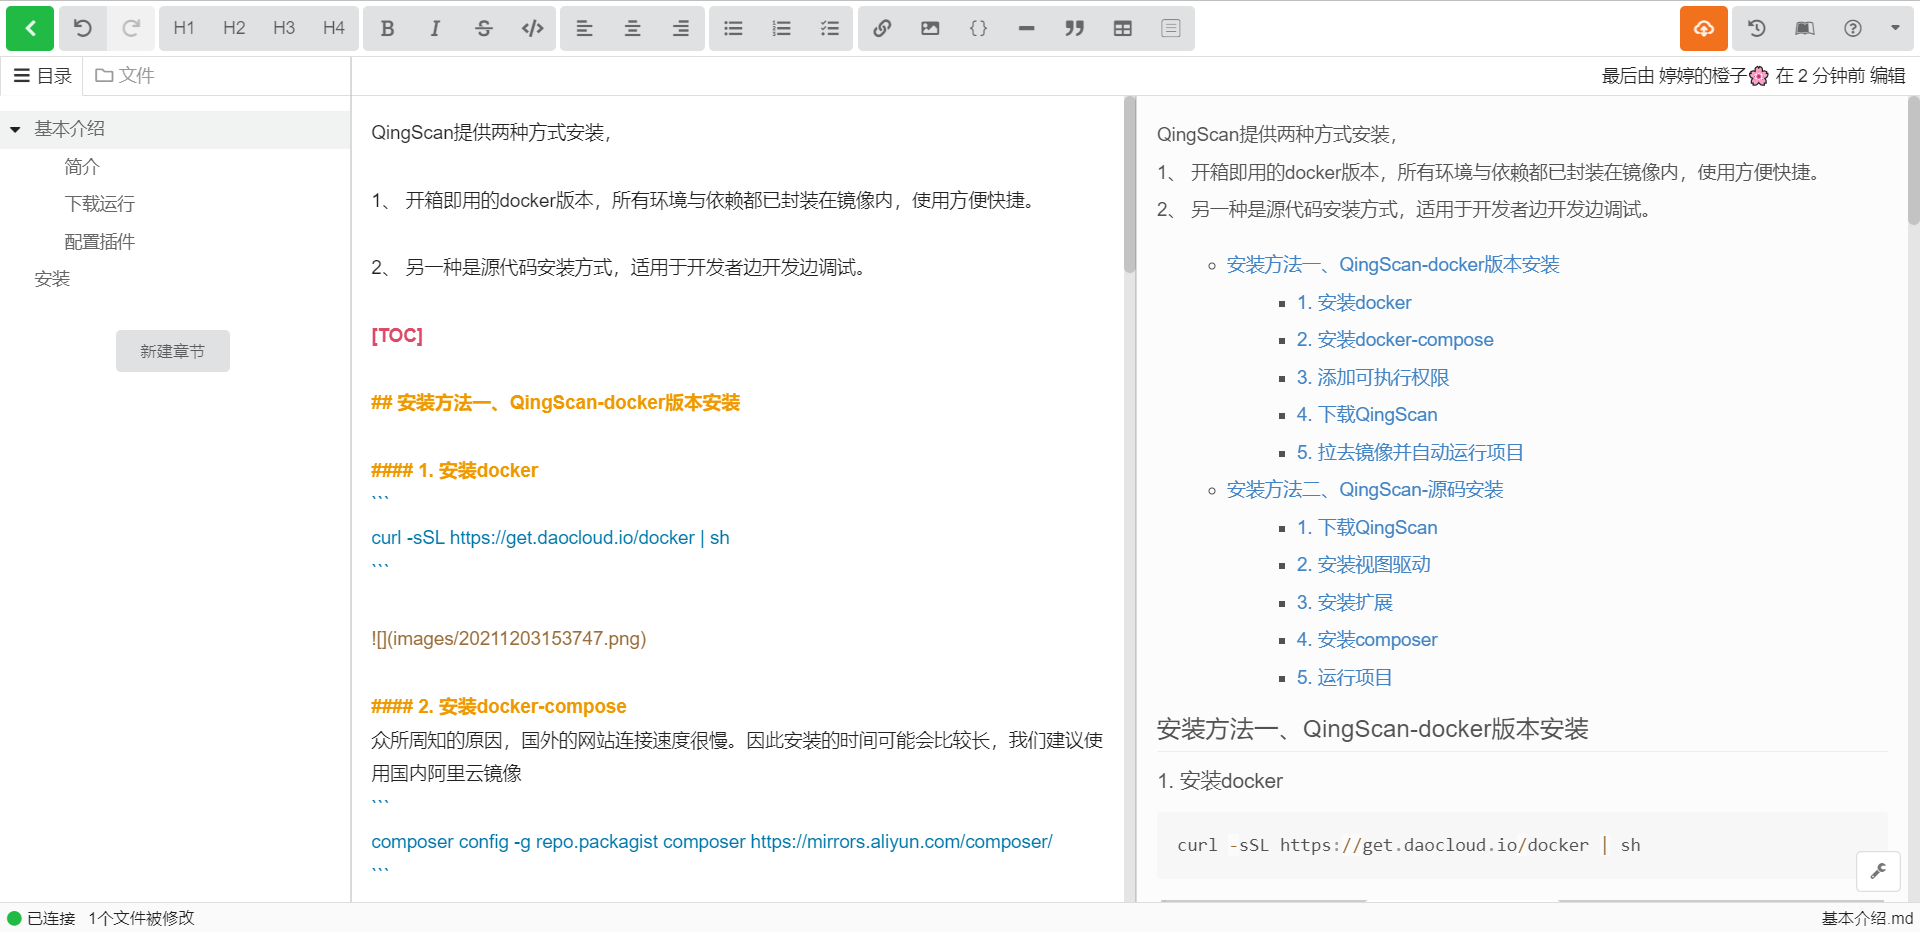 H1 H2 H3 H4 B I S </> {}
目录 文件
最后由 婷婷的橙子🌸 在 2 分钟前 编辑
基本介绍
简介
下载运行
配置插件
安装
新建章节
QingScan提供两种方式安装，
1、 开箱即用的docker版本，所有环境与依赖都已封装在镜像内，使用方便快捷。
2、 另一种是源代码安装方式，适用于开发者边开发边调试。
[TOC]
## 安装方法一、QingScan-docker版本安装
#### 1. 安装docker
```
curl -sSL https://get.daocloud.io/docker | sh
```
![](images/20211203153747.png)
#### 2. 安装docker-compose
众所周知的原因，国外的网站连接速度很慢。因此安装的时间可能会比较长，我们建议使
用国内阿里云镜像
```
composer config -g repo.packagist composer https://mirrors.aliyun.com/composer/
```
QingScan提供两种方式安装，
1、 开箱即用的docker版本，所有环境与依赖都已封装在镜像内，使用方便快捷。
2、 另一种是源代码安装方式，适用于开发者边开发边调试。
安装方法一、QingScan-docker版本安装
1. 安装docker
2. 安装docker-compose
3. 添加可执行权限
4. 下载QingScan
5. 拉去镜像并自动运行项目
安装方法二、QingScan-源码安装
1. 下载QingScan
2. 安装视图驱动
3. 安装扩展
4. 安装composer
5. 运行项目
安装方法一、QingScan-docker版本安装
1. 安装docker
curl -sSL https://get.daocloud.io/docker | sh
已连接 1个文件被修改
基本介绍.md